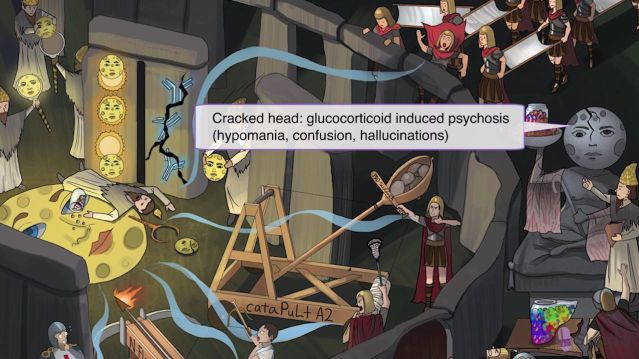 Cracked head: glucocorticoid induced psychosis
(hypomania, confusion, hallucinations)
cataPuLt A2